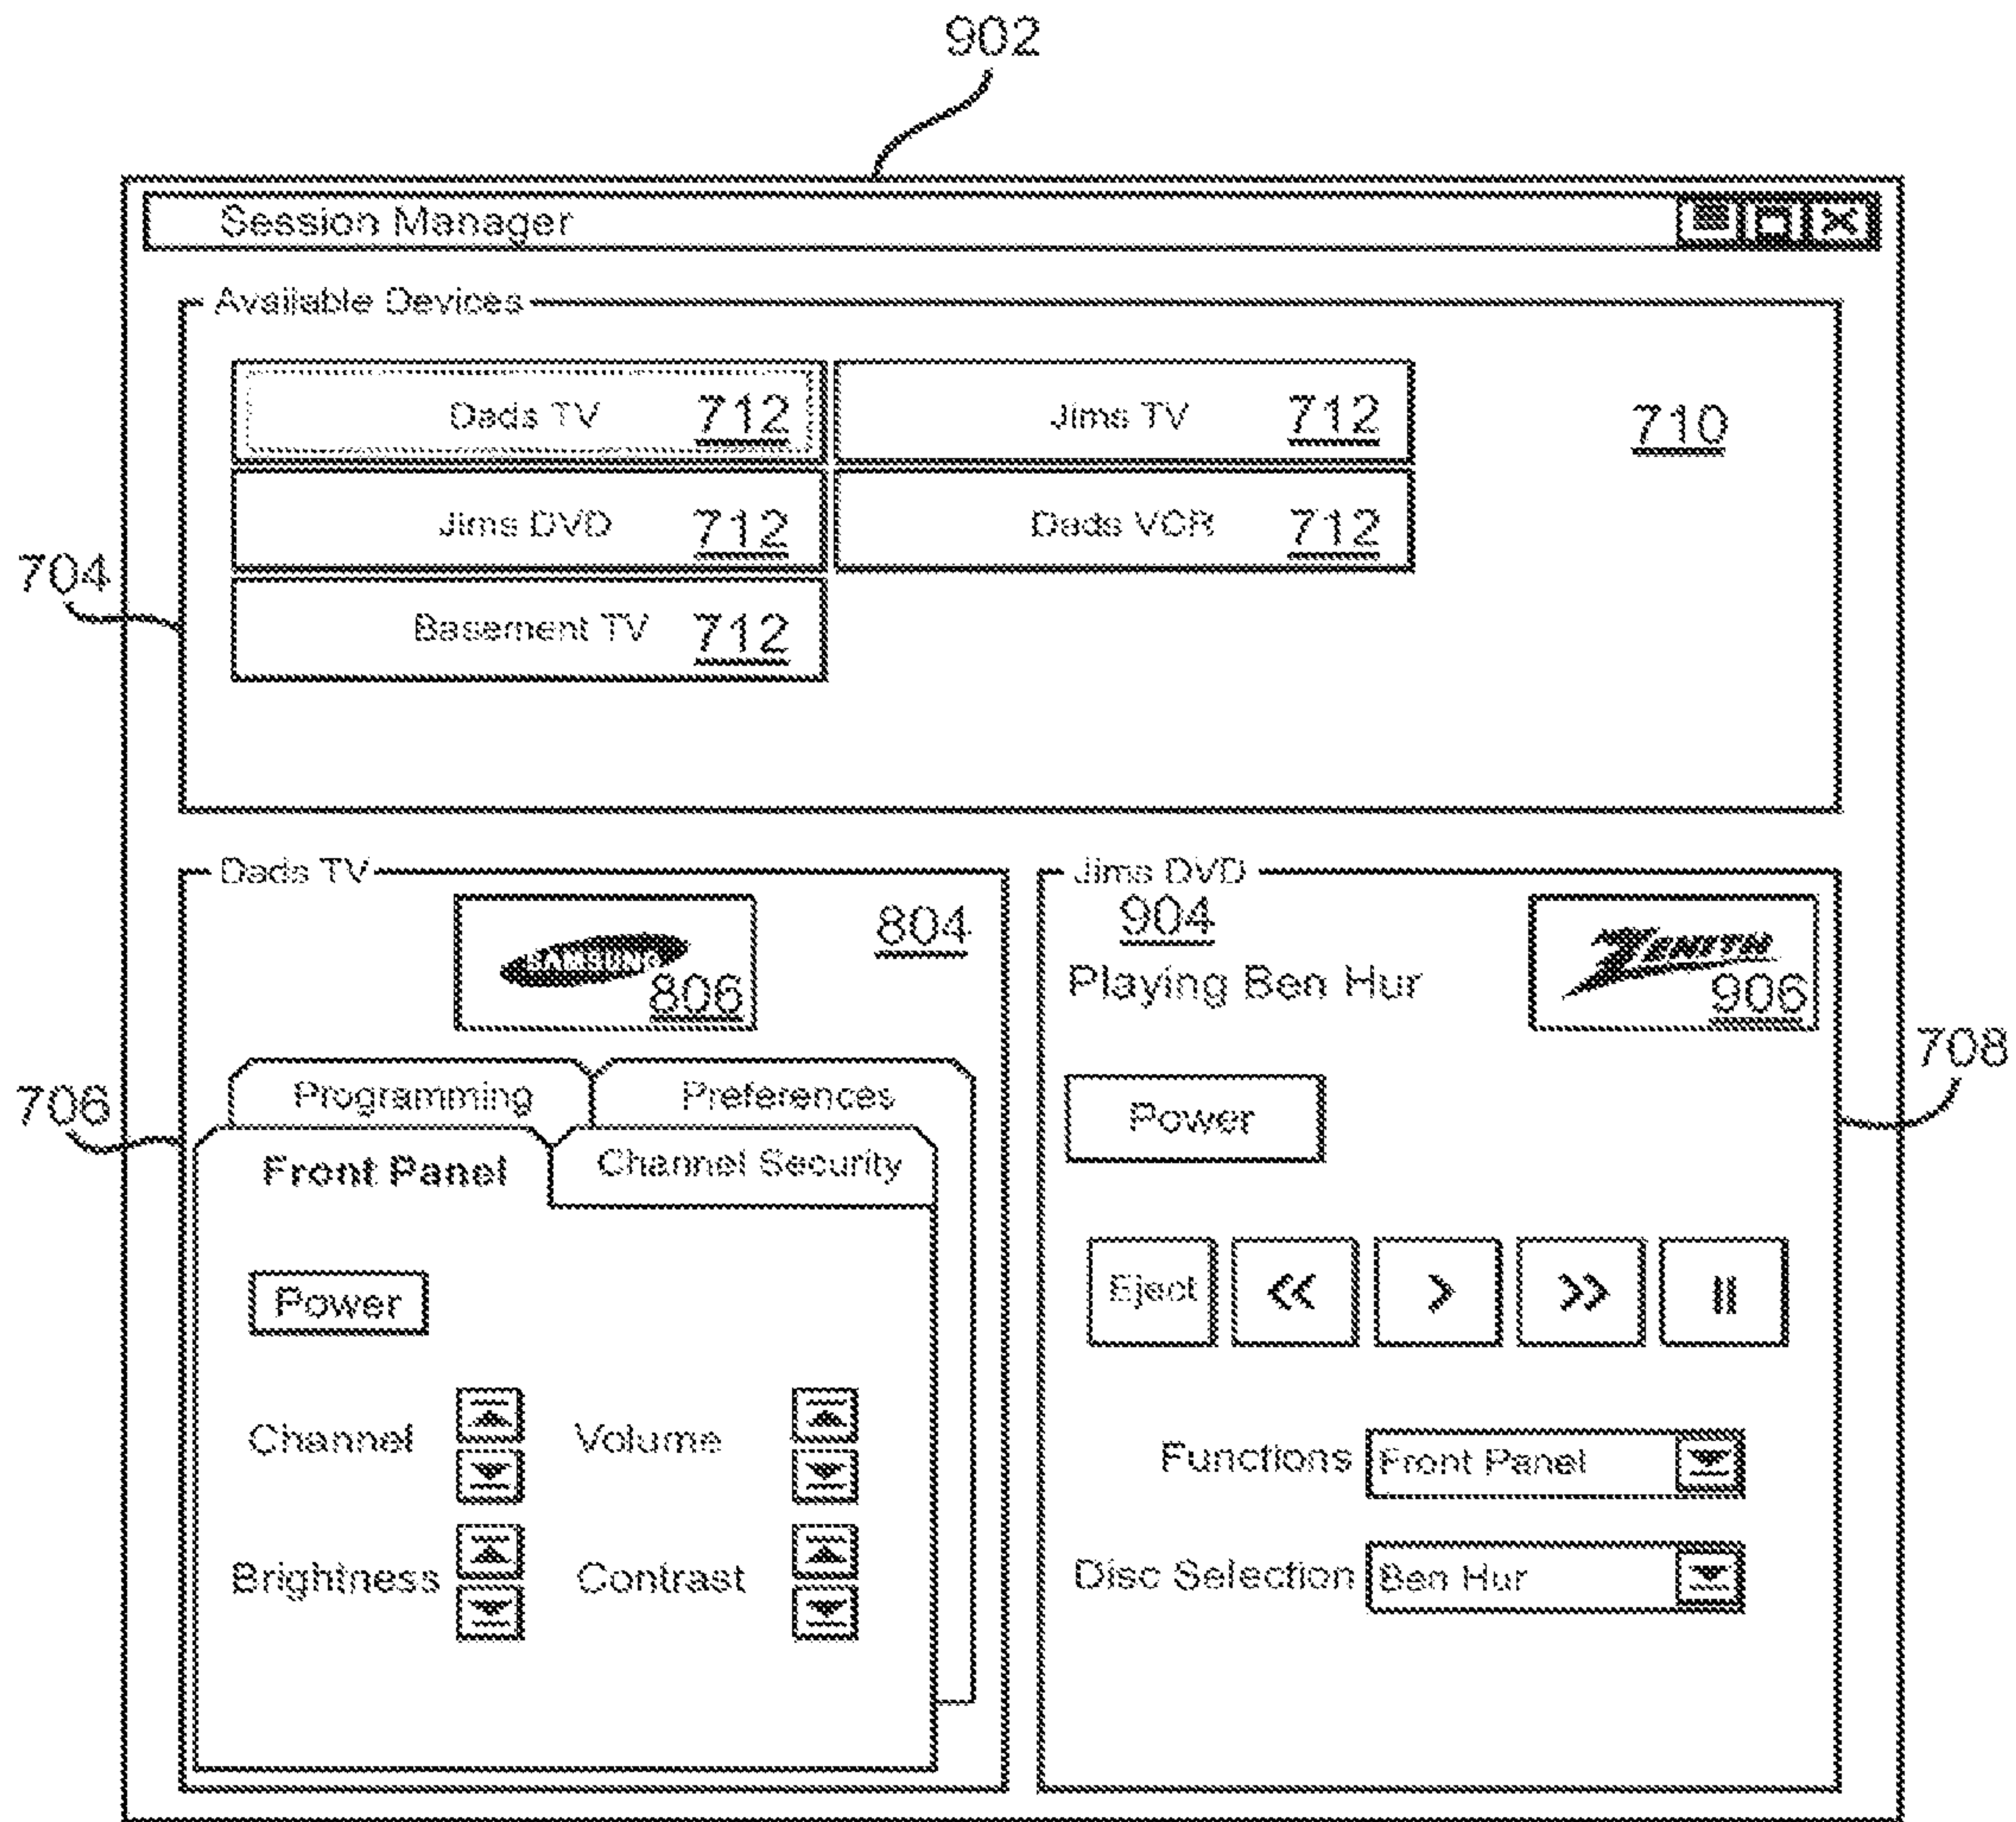 902
Session Manager
Available Devices
Dads TV 712
Jims TV 712
710
Jims DVD 712
Dads VCR 712
704
Basement TV 712
Dads TV
SAMSUNG
806
804
706
Programming
Preferences
Front Panel
Channel Security
Power
Channel
Volume
Brightness
Contrast
Jims DVD
904
Playing Ben Hur
ZENITH
906
708
Power
Eject << > >> II
Functions Front Panel
Disc Selection Ben Hur